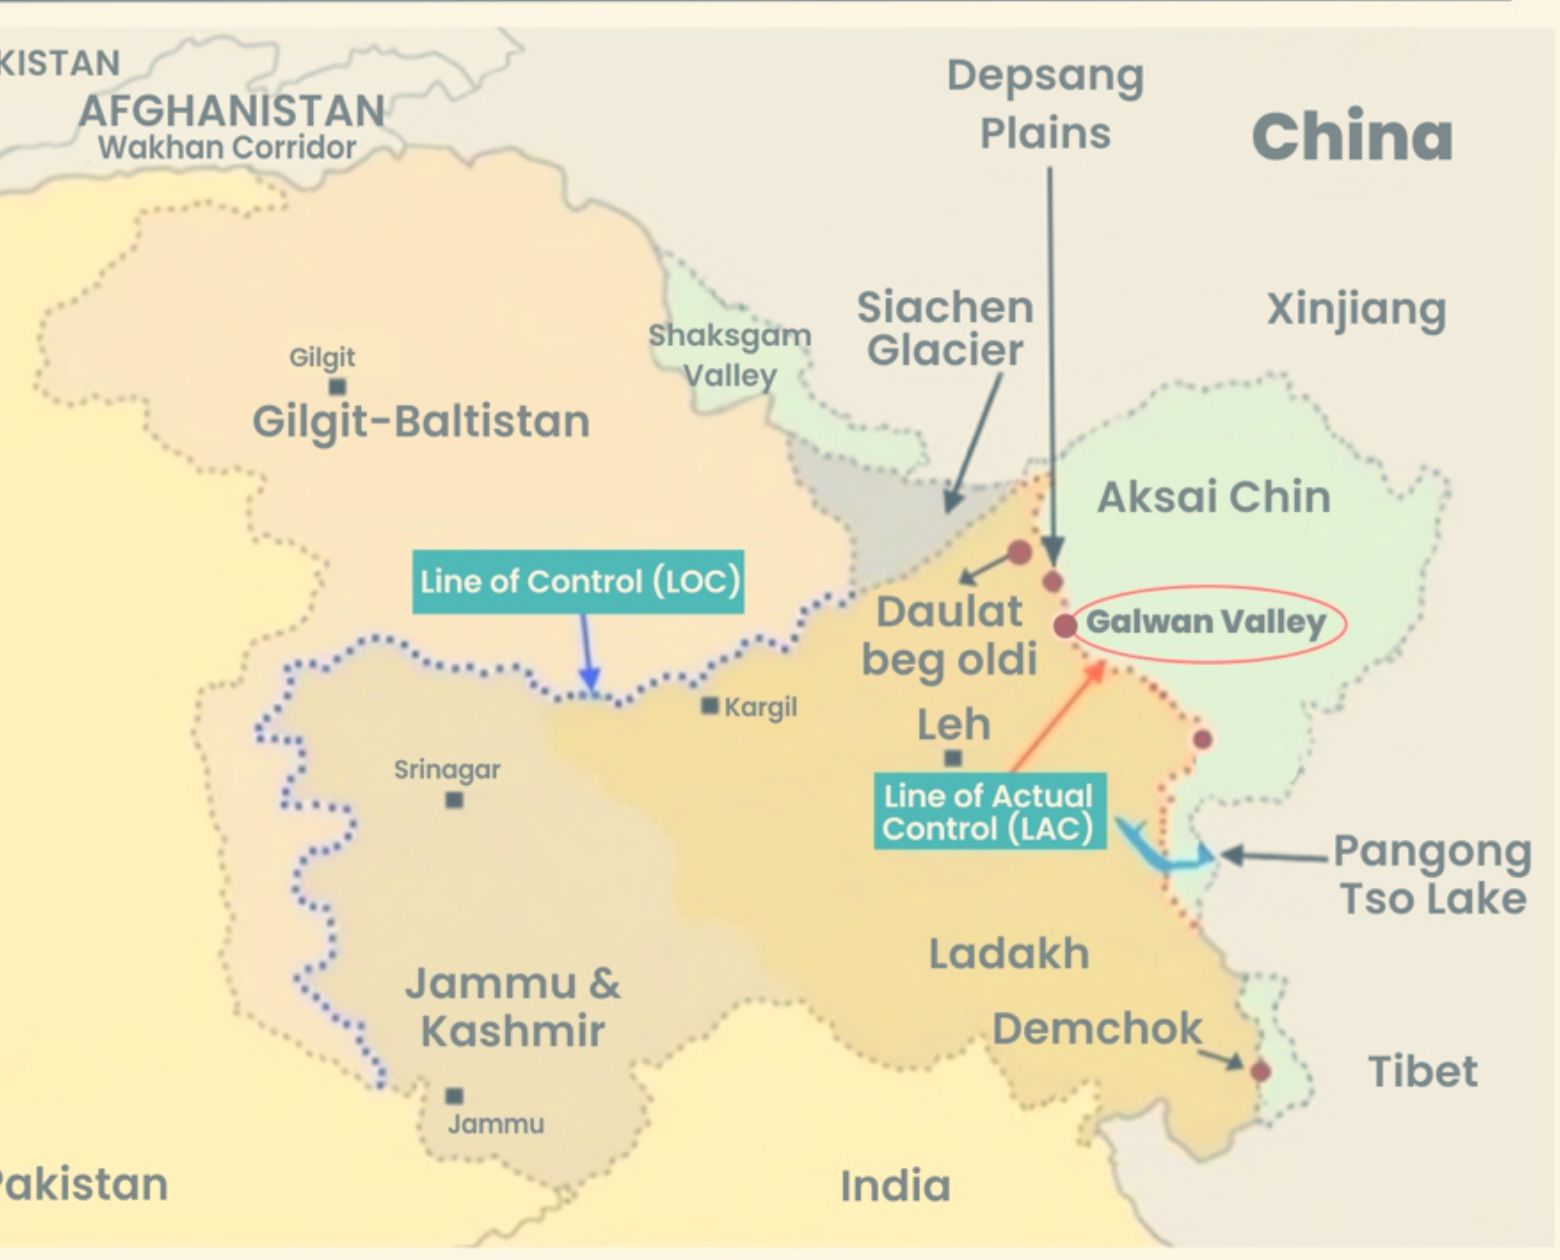 KISTAN
AFGHANISTAN
Wakhan Corridor
Depsang
Plains
China
Siachen
Glacier
Xinjiang
Shaksgam
Valley
Gilgit
Gilgit-Baltistan
Aksai Chin
Line of Control (LOC)
Daulat
beg oldi
Galwan Valley
Kargil
Leh
Srinagar
Line of Actual
Control (LAC)
Pangong
Tso Lake
Ladakh
Jammu &
Kashmir
Demchok
Tibet
Jammu
Pakistan
India